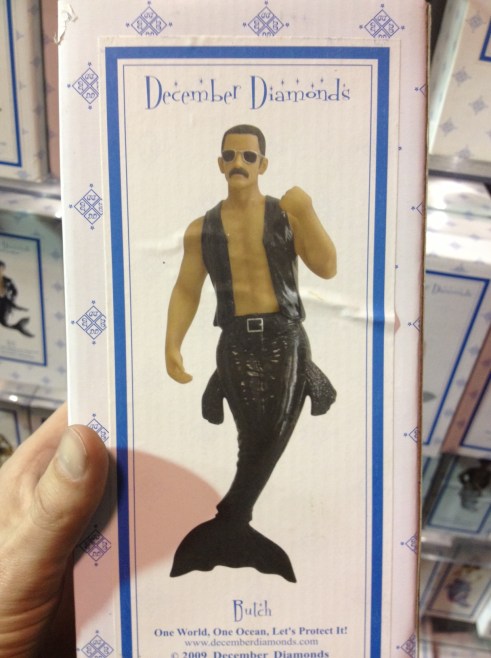 December Diamonds
Butch
One World, One Ocean, Let's Protect It!
www.decemberdiamonds.com
© 2009 December Diamonds